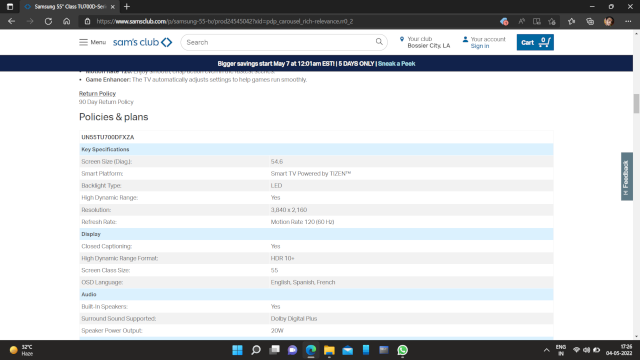 Samsung 55" Class TU700D-Seri
https://www.samsclub.com/p/samsung-55-tv/prod24545042?xid=pdp_carousel_rich-relevance.rr0_2
Menu
sam's club
Search
Your club
Bossier City, LA
Your account
Sign in
Cart 0
Bigger savings start May 7 at 12:01am EST! | 5 DAYS ONLY | Sneak a Peek
• Game Enhancer: The TV automatically adjusts settings to help games run smoothly.
Return Policy
90 Day Return Policy
Policies & plans
UN55TU700DFXZA
Key Specifications
Screen Size (Diag.): 54.6
Smart Platform: Smart TV Powered by TIZEN™
Backlight Type: LED
High Dynamic Range: Yes
Resolution: 3,840 x 2,160
Refresh Rate: Motion Rate 120 (60 Hz)
Display
Closed Captioning: Yes
High Dynamic Range Format: HDR 10+
Screen Class Size: 55
OSD Language: English, Spanish, French
Audio
Built-In Speakers: Yes
Surround Sound Supported: Dolby Digital Plus
Speaker Power Output: 20W
Feedback
32°C
Haze
ENG
IN
17:26
04-05-2022